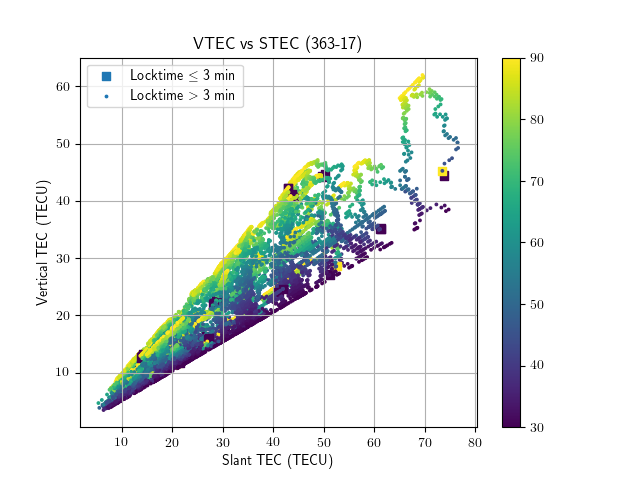 VTEC vs STEC (363-17)
Locktime ≤ 3 min
Locktime > 3 min
Vertical TEC (TECU)
60
50
40
30
20
10
10 20 30 40 50 60 70 80
Slant TEC (TECU)
90
80
70
60
50
40
30